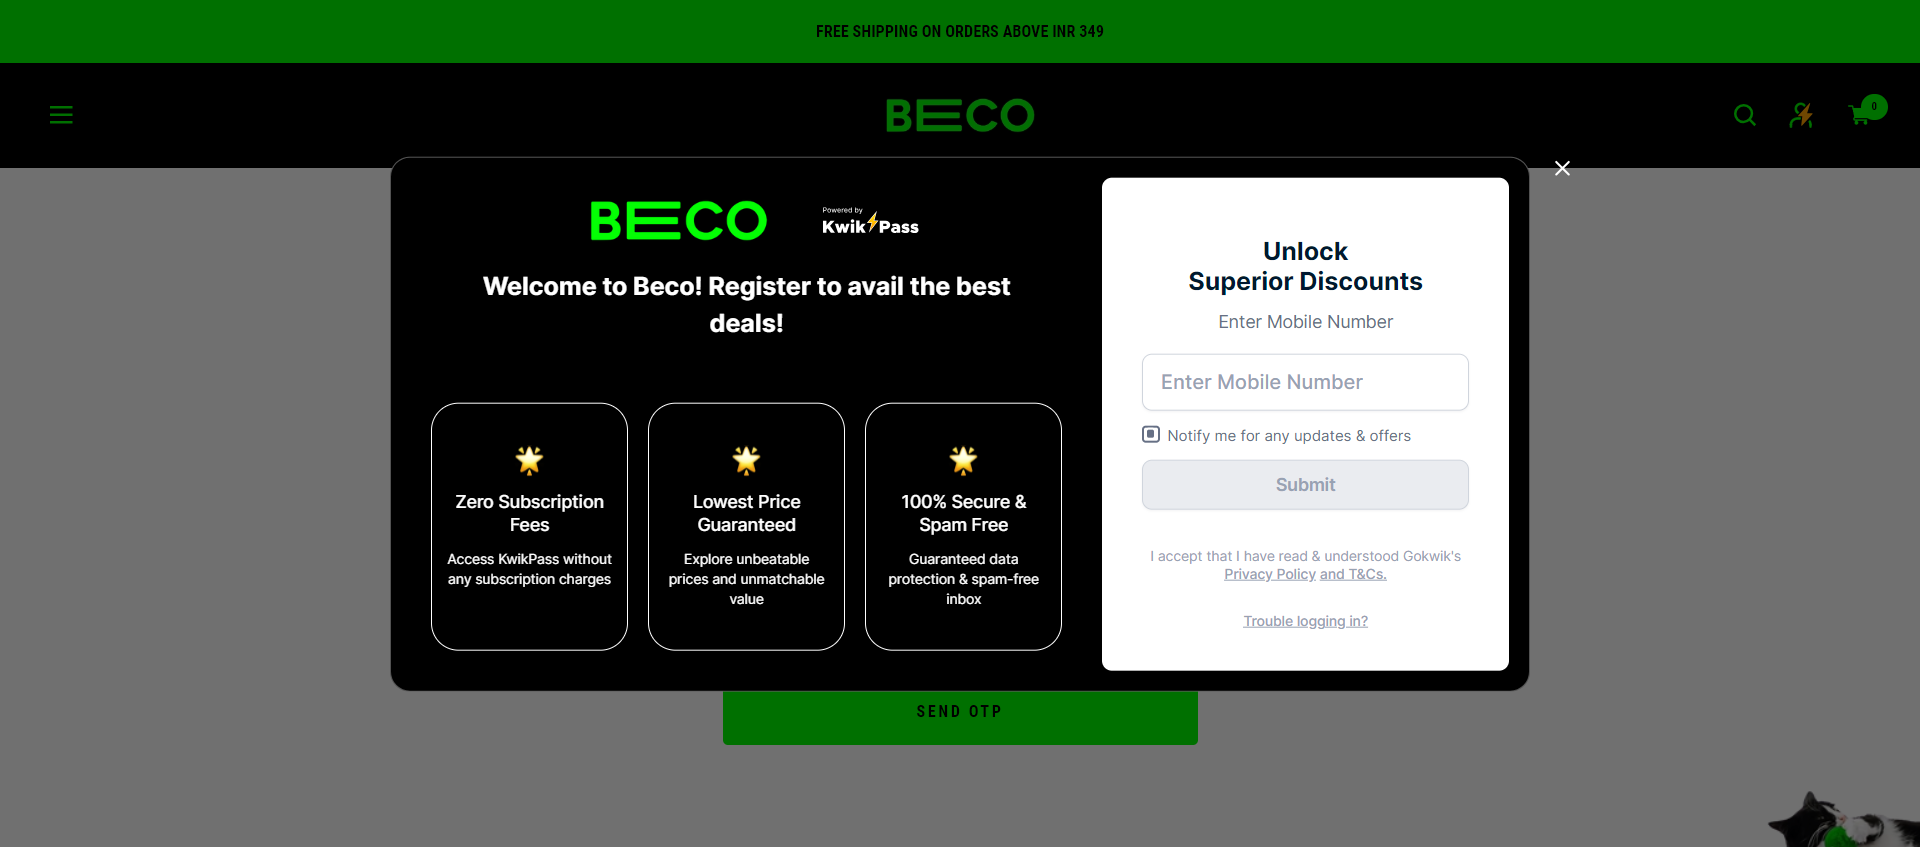 FREE SHIPPING ON ORDERS ABOVE INR 349
BECO
0
BECO
Powered by
KwikPass
Welcome to Beco! Register to avail the best
deals!
Zero Subscription
Fees
Access KwikPass without
any subscription charges
Lowest Price
Guaranteed
Explore unbeatable
prices and unmatchable
value
100% Secure &
Spam Free
Guaranteed data
protection & spam-free
inbox
Unlock
Superior Discounts
Enter Mobile Number
Enter Mobile Number
Notify me for any updates & offers
Submit
I accept that I have read & understood Gokwik's
Privacy Policy and T&Cs.
Trouble logging in?
SEND OTP